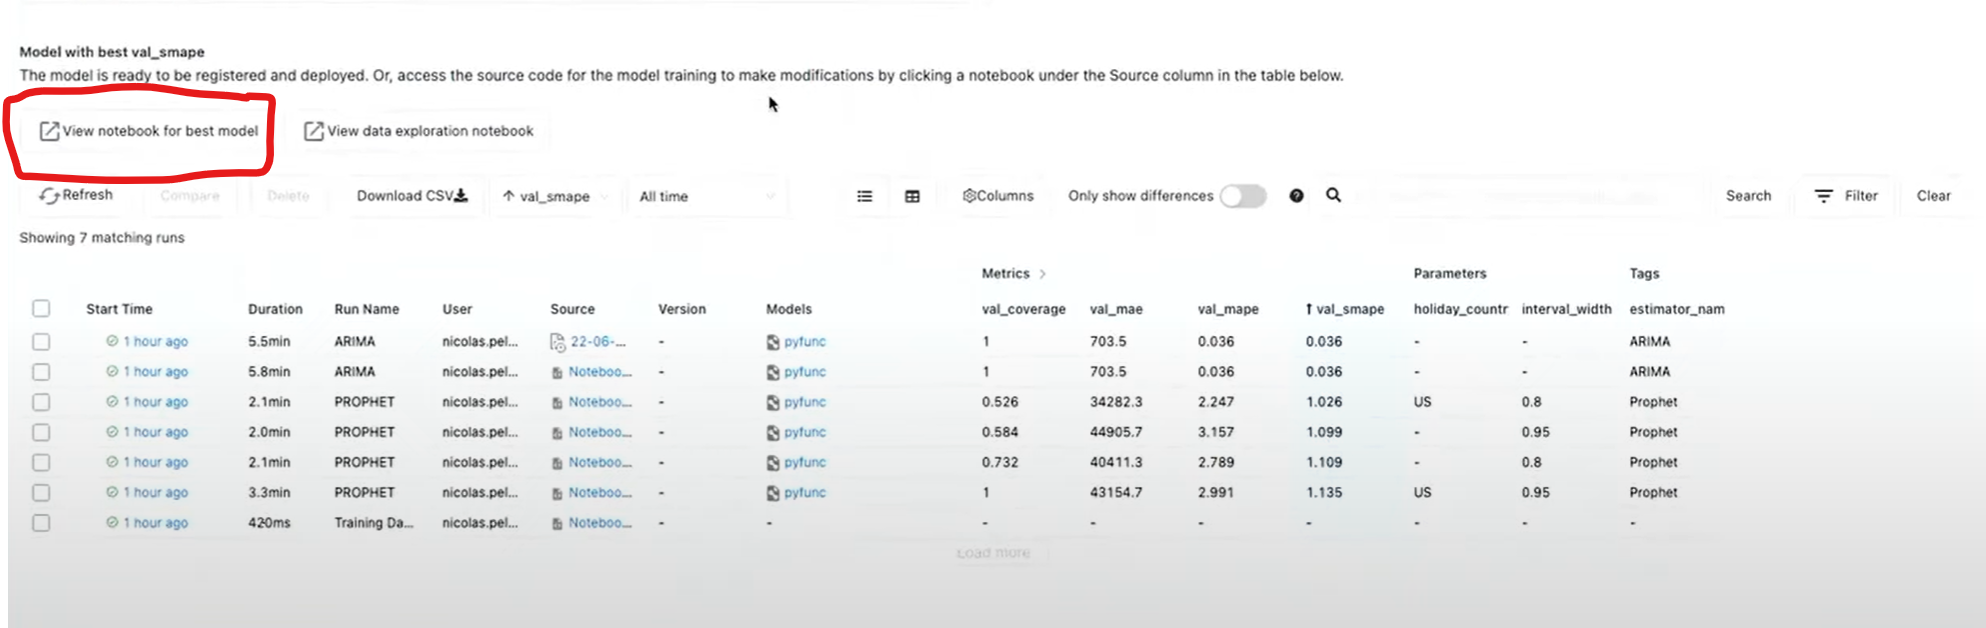 Model with best val_smape
The model is ready to be registered and deployed. Or, access the source code for the model training to make modifications by clicking a notebook under the Source column in the table below.
View notebook for best model View data exploration notebook
Refresh Compare Delete Download CSV ↑ val_smape All time Columns Only show differences ? Search Filter Clear
Showing 7 matching runs
Metrics > Parameters Tags
Start Time Duration Run Name User Source Version Models val_coverage val_mae val_mape ↑ val_smape holiday_countr interval_width estimator_nam
1 hour ago 5.5min ARIMA nicolas.pel... 22-06-... - pyfunc 1 703.5 0.036 0.036 - - ARIMA
1 hour ago 5.8min ARIMA nicolas.pel... Noteboo... - pyfunc 1 703.5 0.036 0.036 - - ARIMA
1 hour ago 2.1min PROPHET nicolas.pel... Noteboo... - pyfunc 0.526 34282.3 2.247 1.026 US 0.8 Prophet
1 hour ago 2.0min PROPHET nicolas.pel... Noteboo... - pyfunc 0.584 44905.7 3.157 1.099 - 0.95 Prophet
1 hour ago 2.1min PROPHET nicolas.pel... Noteboo... - pyfunc 0.732 40411.3 2.789 1.109 - 0.8 Prophet
1 hour ago 3.3min PROPHET nicolas.pel... Noteboo... - pyfunc 1 43154.7 2.991 1.135 US 0.95 Prophet
1 hour ago 420ms Training Da... nicolas.pel... Noteboo... - - - - - - - - -
Load more